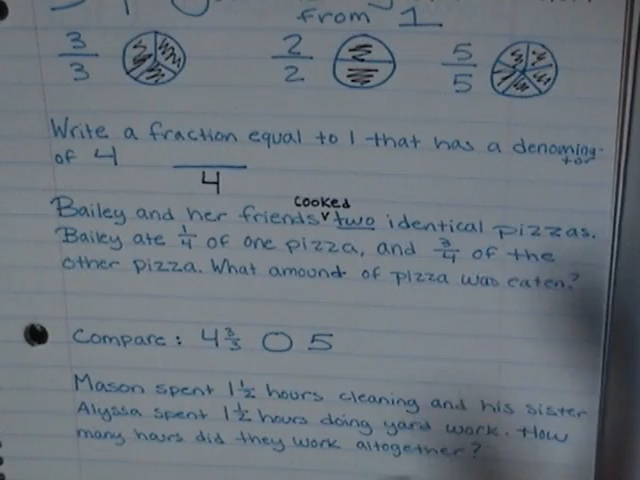 from 1
3/3 2/2 5/5
Write a fraction equal to 1 that has a denominator
of 4 __/4
cooked
Bailey and her friends ˅ two identical pizzas.
Bailey ate 1/4 of one pizza, and 3/4 of the
other pizza. What amount of pizza was eaten?
Compare: 4 3/3 ○ 5
Mason spent 1 1/2 hours cleaning and his sister
Alyssa spent 1 1/2 hours doing yard work. How
many hours did they work altogether?